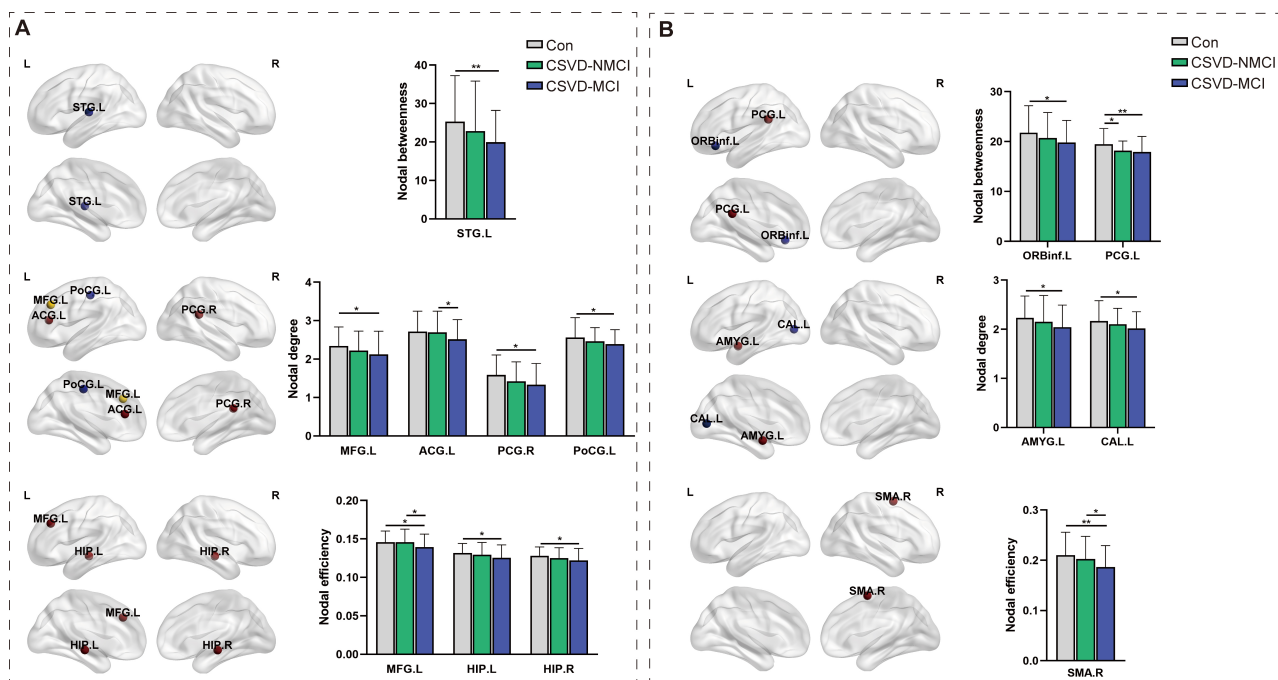 A
L
R
STG.L
STG.L
Con
CSVD-NMCI
CSVD-MCI
Nodal betweenness
40
30
20
10
0
**
STG.L
L
R
MFG.L
PoCG.L
ACG.L
PCG.R
PoCG.L
MFG.L
ACG.L
PCG.R
Nodal degree
4
3
2
1
0
*
*
*
*
MFG.L ACG.L PCG.R PoCG.L
L
R
MFG.L
HIP.L
HIP.R
MFG.L
HIP.L
HIP.R
Nodal efficiency
0.20
0.15
0.10
0.05
0.00
*
*
*
*
MFG.L HIP.L HIP.R
B
L
R
PCG.L
ORBinf.L
PCG.L
ORBinf.L
Con
CSVD-NMCI
CSVD-MCI
Nodal betweenness
30
20
10
0
*
**
*
ORBinf.L PCG.L
L
R
CAL.L
AMYG.L
CAL.L
AMYG.L
Nodal degree
3
2
1
0
*
*
AMYG.L CAL.L
L
R
SMA.R
SMA.R
Nodal efficiency
0.3
0.2
0.1
0.0
*
**
SMA.R